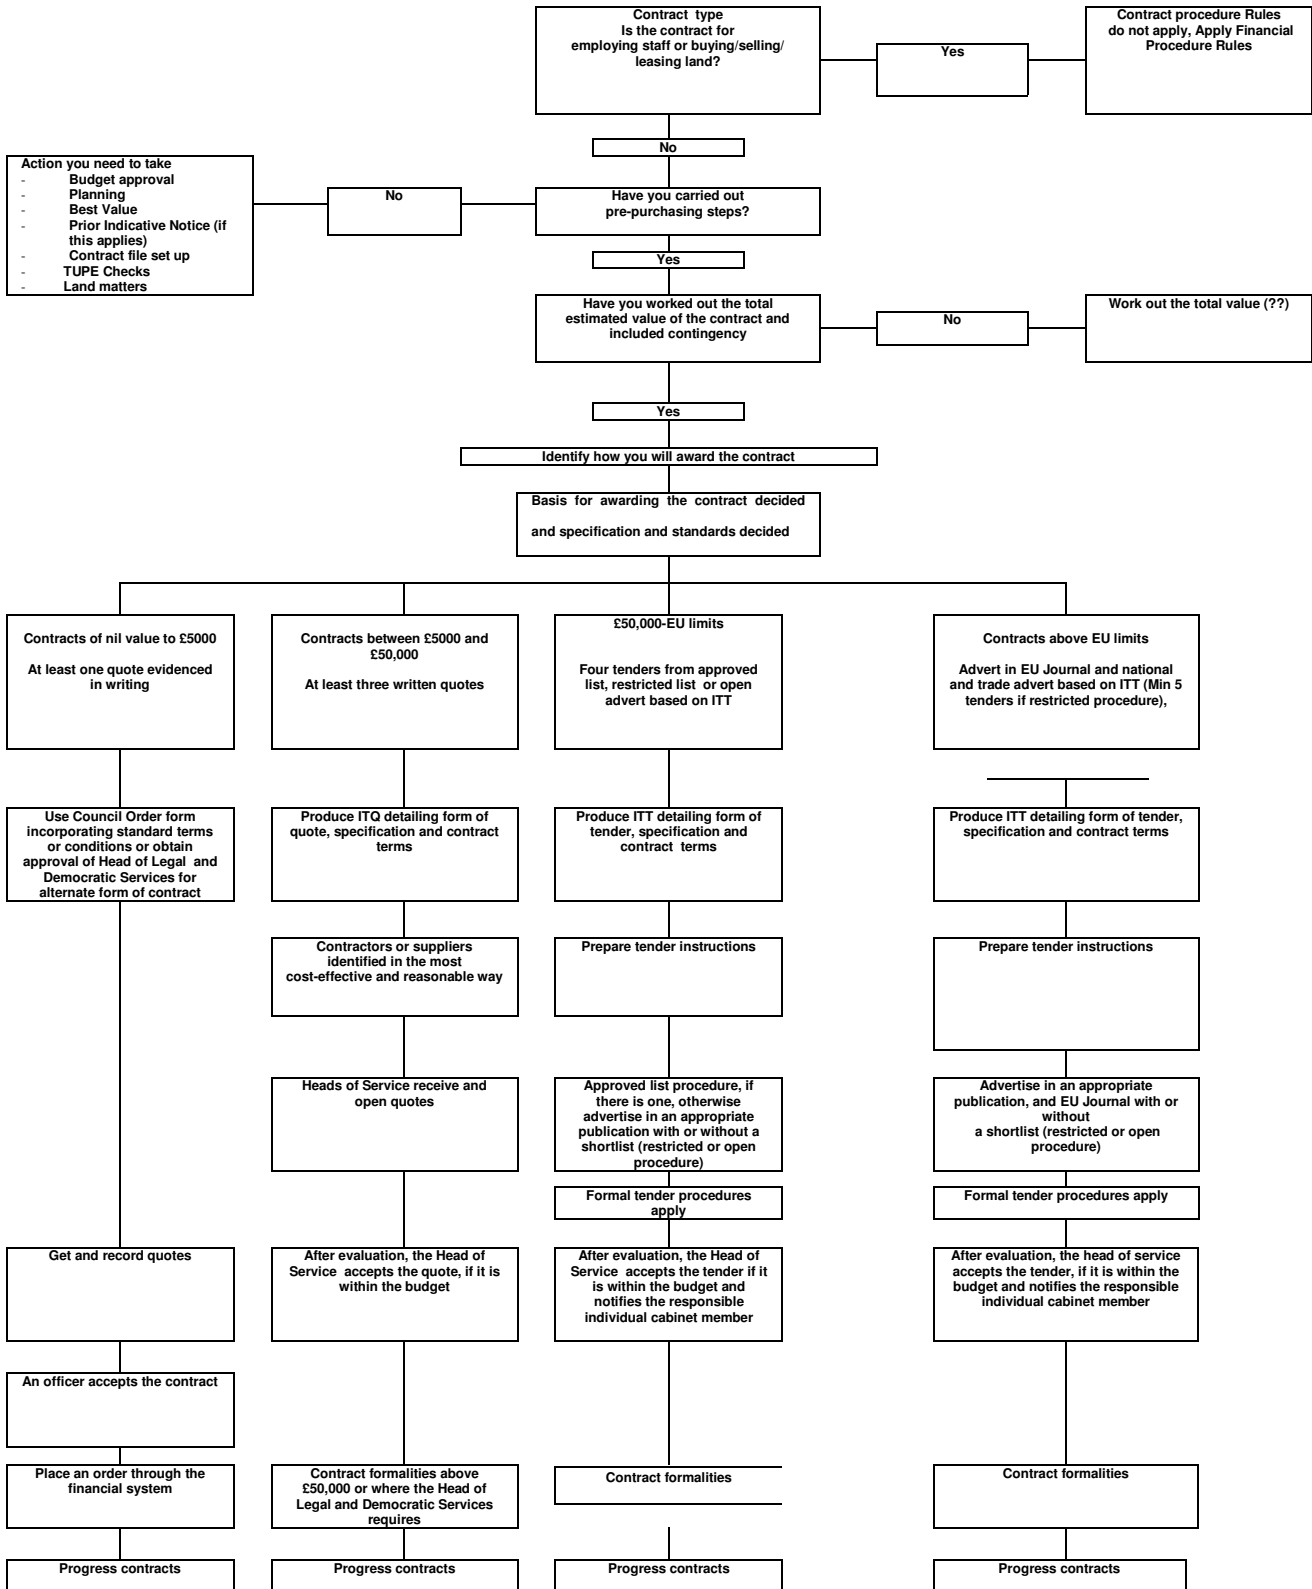 Contract type
Is the contract for
employing staff or buying/selling/
leasing land?
Yes
Contract procedure Rules
do not apply, Apply Financial
Procedure Rules
No
Action you need to take
- Budget approval
- Planning
- Best Value
- Prior Indicative Notice (if
this applies)
- Contract file set up
- TUPE Checks
- Land matters
No
Have you carried out
pre-purchasing steps?
Yes
Have you worked out the total
estimated value of the contract and
included contingency
No
Work out the total value (??)
Yes
Identify how you will award the contract
Basis for awarding the contract decided
and specification and standards decided
Contracts of nil value to £5000
At least one quote evidenced
in writing
Contracts between £5000 and
£50,000
At least three written quotes
£50,000-EU limits
Four tenders from approved
list, restricted list or open
advert based on ITT
Contracts above EU limits
Advert in EU Journal and national
and trade advert based on ITT (Min 5
tenders if restricted procedure),
Use Council Order form
incorporating standard terms
or conditions or obtain
approval of Head of Legal and
Democratic Services for
alternate form of contract
Produce ITQ detailing form of
quote, specification and contract
terms
Produce ITT detailing form of
tender, specification and
contract terms
Produce ITT detailing form of tender,
specification and contract terms
Contractors or suppliers
identified in the most
cost-effective and reasonable way
Prepare tender instructions
Prepare tender instructions
Heads of Service receive and
open quotes
Approved list procedure, if
there is one, otherwise
advertise in an appropriate
publication with or without a
shortlist (restricted or open
procedure)
Advertise in an appropriate
publication, and EU Journal with or
without
a shortlist (restricted or open
procedure)
Formal tender procedures
apply
Formal tender procedures apply
Get and record quotes
After evaluation, the Head of
Service accepts the quote, if it is
within the budget
After evaluation, the Head of
Service accepts the tender if it
is within the budget and
notifies the responsible
individual cabinet member
After evaluation, the head of service
accepts the tender, if it is within the
budget and notifies the responsible
individual cabinet member
An officer accepts the contract
Place an order through the
financial system
Contract formalities above
£50,000 or where the Head of
Legal and Democratic Services
requires
Contract formalities
Contract formalities
Progress contracts
Progress contracts
Progress contracts
Progress contracts